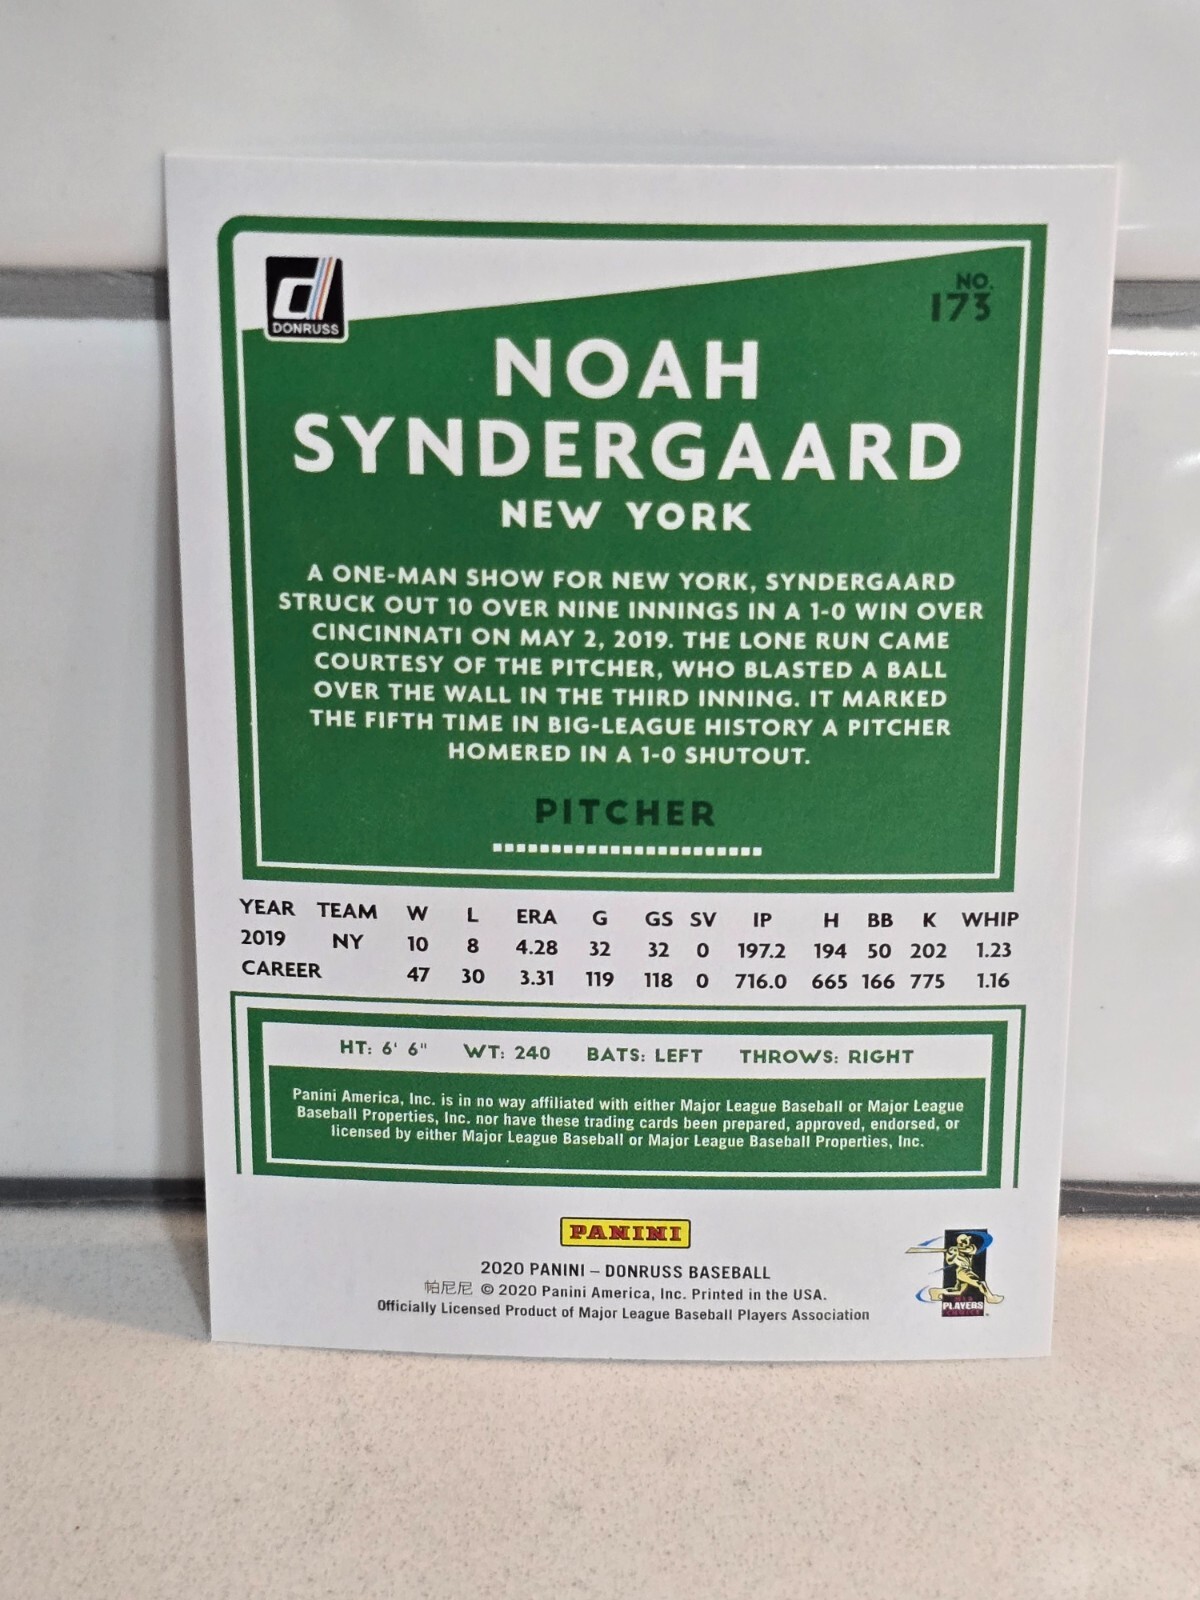 DONRUSS
NO.
173
NOAH
SYNDERGAARD
NEW YORK
A ONE-MAN SHOW FOR NEW YORK, SYNDERGAARD
STRUCK OUT 10 OVER NINE INNINGS IN A 1-0 WIN OVER
CINCINNATI ON MAY 2, 2019. THE LONE RUN CAME
COURTESY OF THE PITCHER, WHO BLASTED A BALL
OVER THE WALL IN THE THIRD INNING. IT MARKED
THE FIFTH TIME IN BIG-LEAGUE HISTORY A PITCHER
HOMERED IN A 1-0 SHUTOUT.
PITCHER
YEAR TEAM W L ERA G GS SV IP H BB K WHIP
2019 NY 10 8 4.28 32 32 0 197.2 194 50 202 1.23
CAREER 47 30 3.31 119 118 0 716.0 665 166 775 1.16
HT: 6' 6" WT: 240 BATS: LEFT THROWS: RIGHT
Panini America, Inc. is in no way affiliated with either Major League Baseball or Major League
Baseball Properties, Inc. nor have these trading cards been prepared, approved, endorsed, or
licensed by either Major League Baseball or Major League Baseball Properties, Inc.
PANINI
2020 PANINI – DONRUSS BASEBALL
帕尼尼 © 2020 Panini America, Inc. Printed in the USA.
Officially Licensed Product of Major League Baseball Players Association
PLAYERS